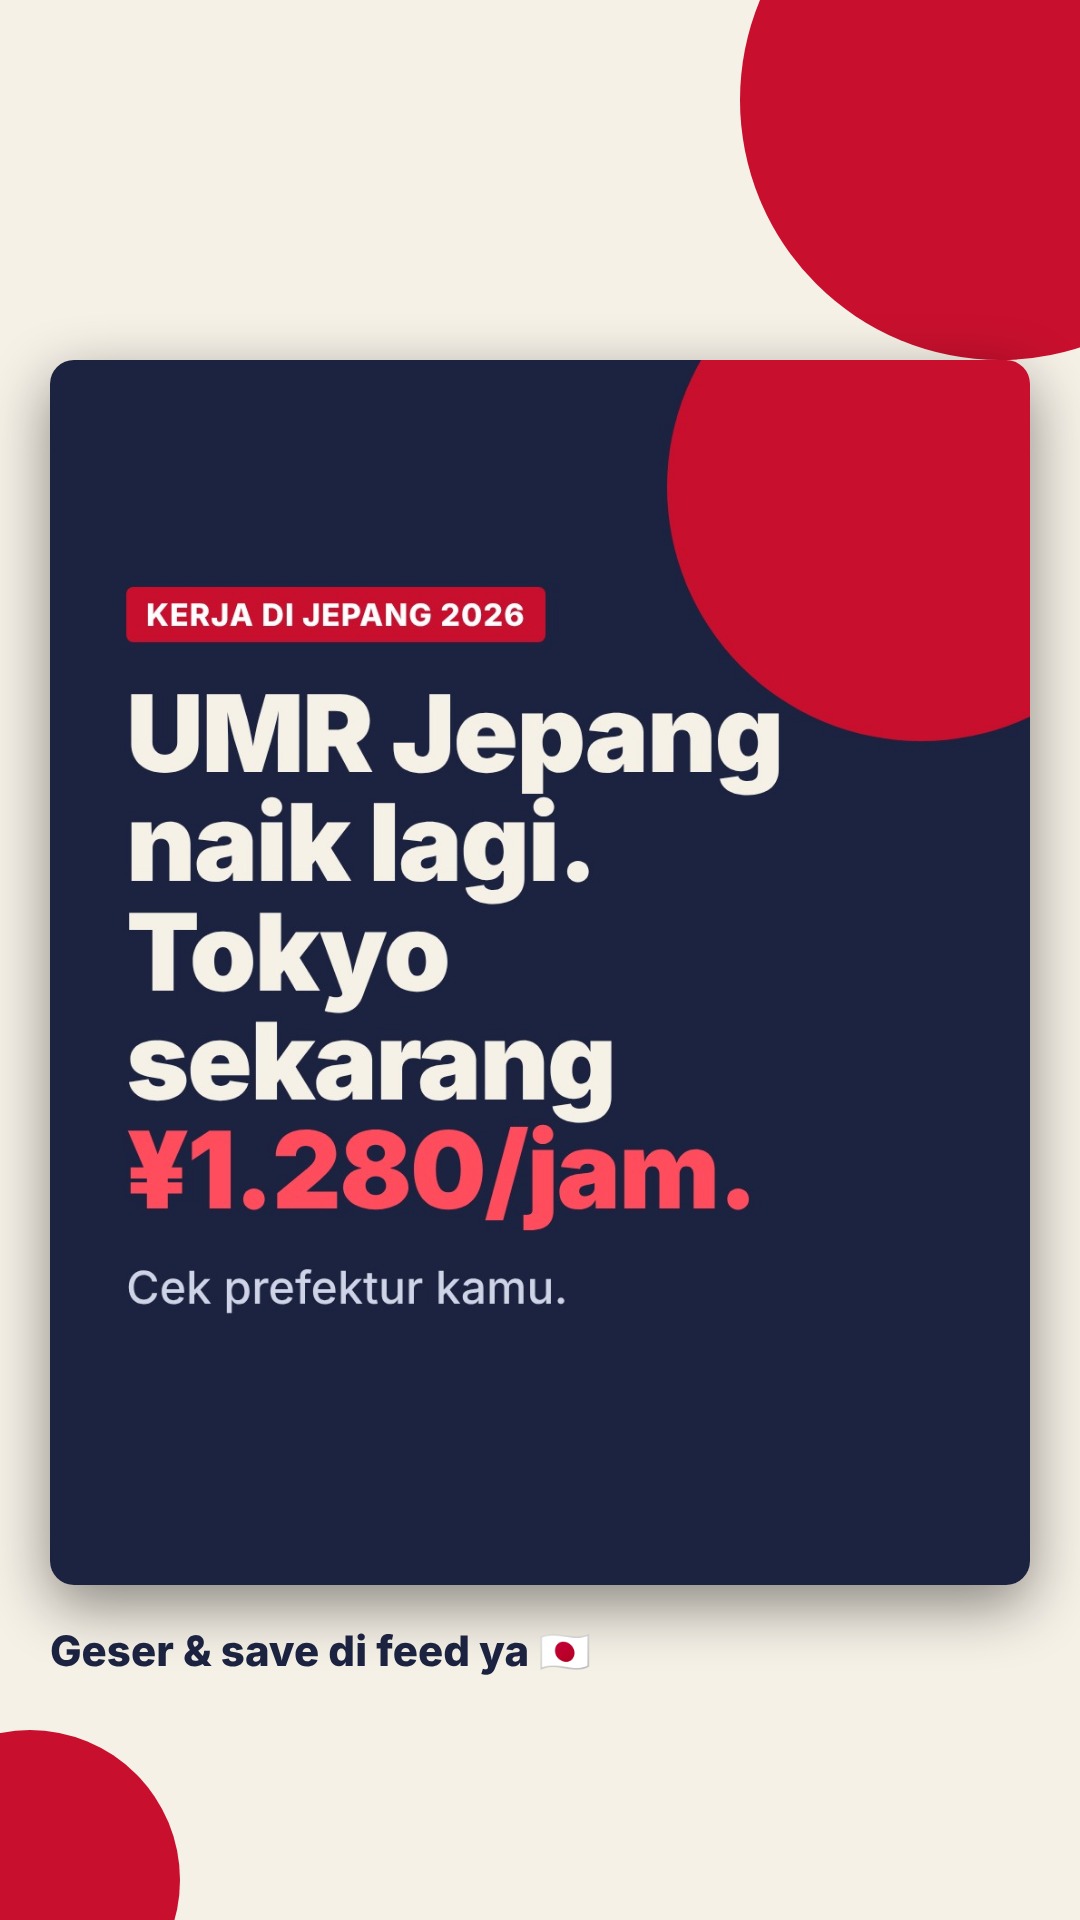 KERJA DI JEPANG 2026
UMR Jepang
naik lagi.
Tokyo
sekarang
¥1.280/jam.
Cek prefektur kamu.
Geser & save di feed ya 🇯🇵